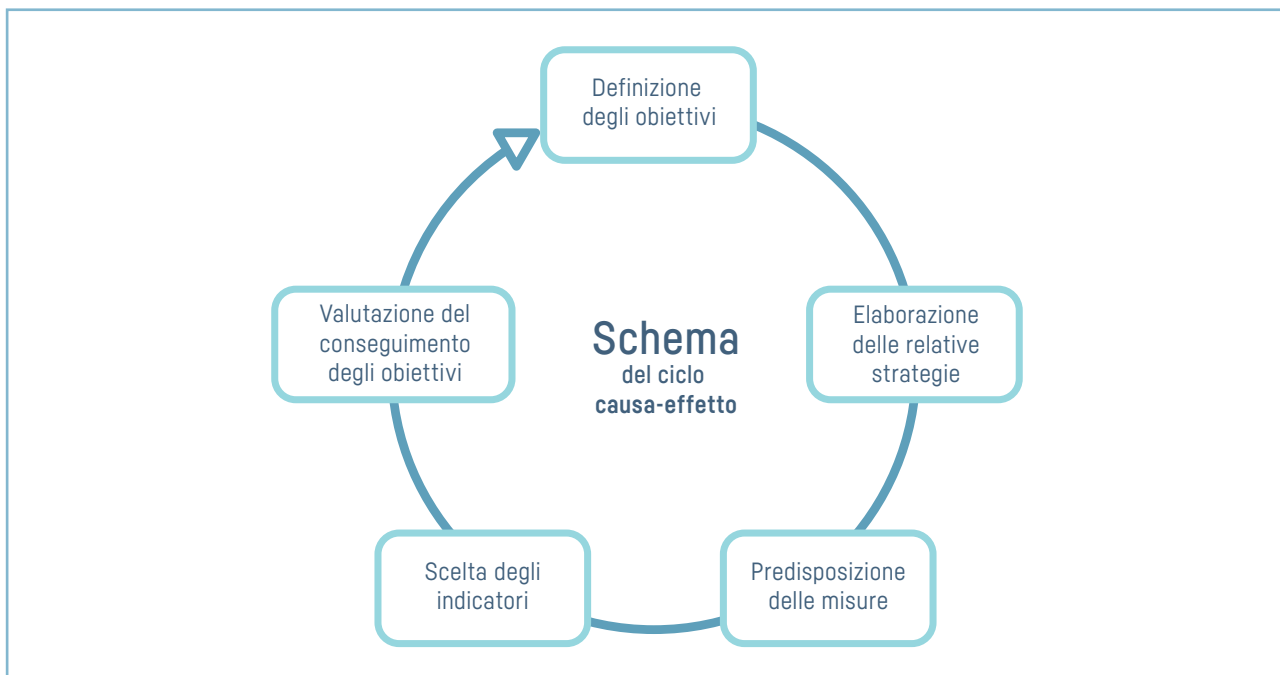 Definizione
degli obiettivi
Elaborazione
delle relative
strategie
Predisposizione
delle misure
Scelta degli
indicatori
Valutazione del
conseguimento
degli obiettivi
Schema
del ciclo
causa-effetto